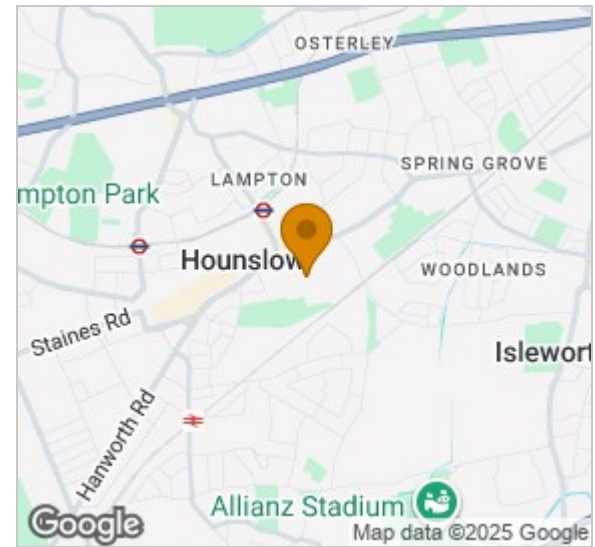 OSTERLEY
SPRING GROVE
LAMPTON
mpton Park
Hounslow
WOODLANDS
Staines Rd
Islewort
Hanworth Rd
Allianz Stadium
Google
Map data ©2025 Google